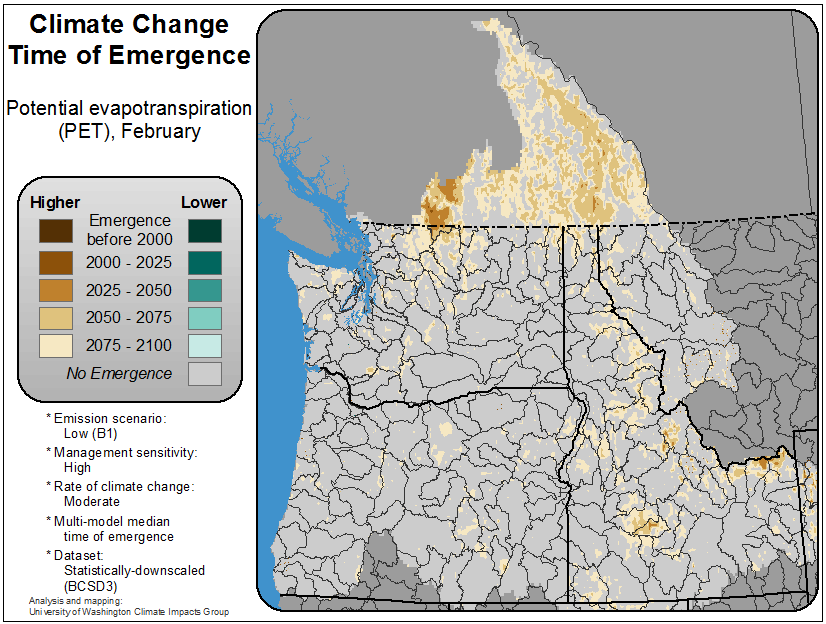 Climate Change
Time of Emergence
Potential evapotranspiration
(PET), February
Higher
Lower
Emergence
before 2000
2000 - 2025
2025 - 2050
2050 - 2075
2075 - 2100
No Emergence
* Emission scenario:
Low (B1)
* Management sensitivity:
High
* Rate of climate change:
Moderate
* Multi-model median
time of emergence
* Dataset:
Statistically-downscaled
(BCSD3)
Analysis and mapping:
University of Washington Climate Impacts Group